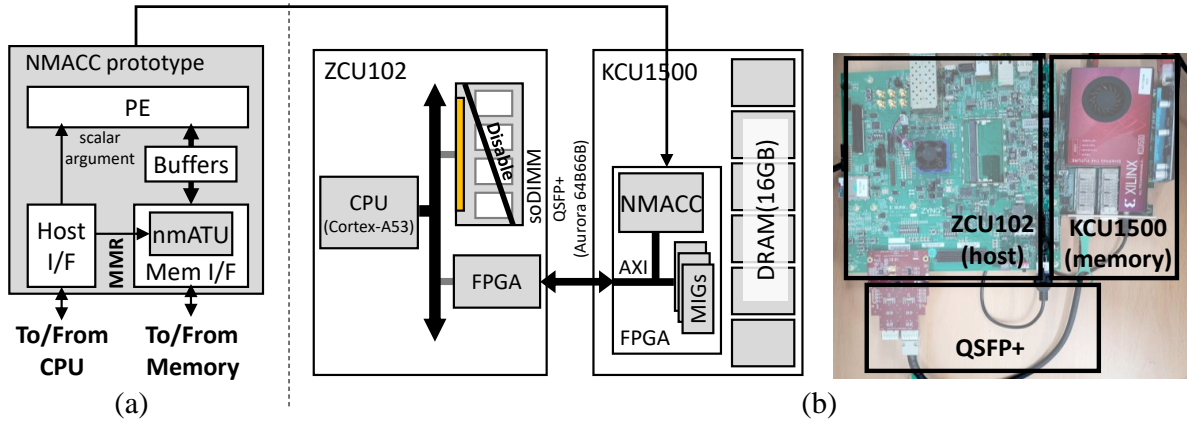 NMACC prototype
PE
scalar
argument
Buffers
Host
I/F
MMR
nmATU
Mem I/F
To/From
CPU
To/From
Memory
(a)
ZCU102
CPU
(Cortex-A53)
Disable
soDIMM
FPGA
QSFP+
(Aurora 64B66B)
KCU1500
NMACC
AXI
MIGs
FPGA
DRAM(16GB)
ZCU102
(host)
XILINX
KCU1500
(memory)
QSFP+
(b)